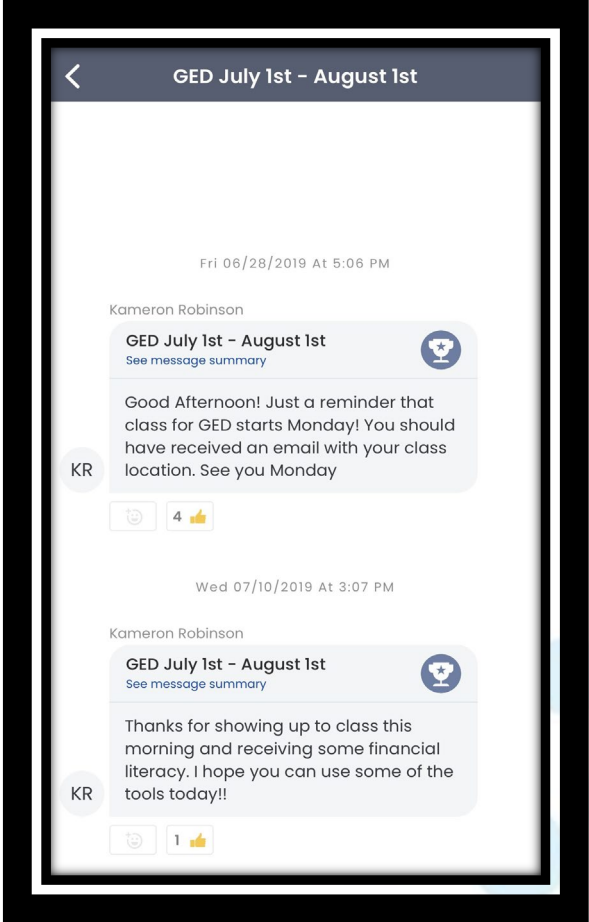 GED July 1st - August 1st
Fri 06/28/2019 At 5:06 PM
Kameron Robinson
GED July 1st - August 1st
See message summary
Good Afternoon! Just a reminder that
class for GED starts Monday! You should
have received an email with your class
location. See you Monday
KR
4
Wed 07/10/2019 At 3:07 PM
Kameron Robinson
GED July 1st - August 1st
See message summary
Thanks for showing up to class this
morning and receiving some financial
literacy. I hope you can use some of the
tools today!!
KR
1